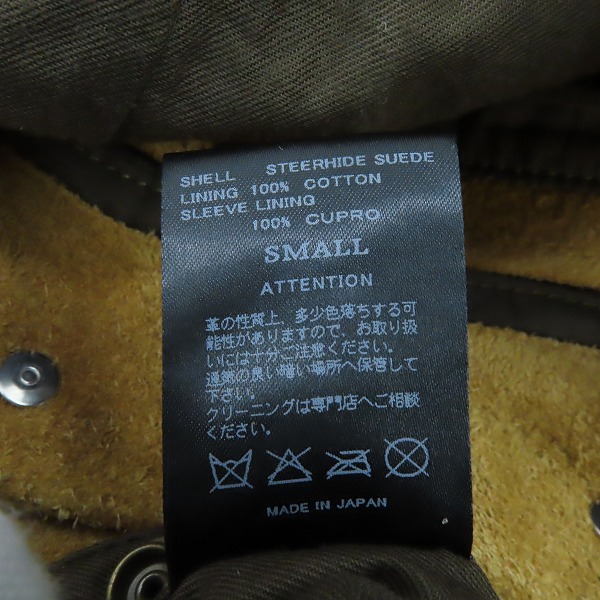 SHELL STEERHIDE SUEDE
LINING 100% COTTON
SLEEVE LINING
100% CUPRO
SMALL
ATTENTION
革の性質上、多少色落ちする可
能性がありますので、お取り扱
いには十分ご注意ください。
通気の良い暗い場所へ保管して
ください。
クリーニングは専門店へご相談
ください。
MADE IN JAPAN